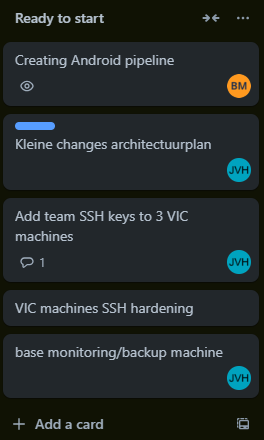 Ready to start
Creating Android pipeline
BM
Kleine changes architectuurplan
JVH
Add team SSH keys to 3 VIC
machines
1
JVH
VIC machines SSH hardening
base monitoring/backup machine
JVH
Add a card